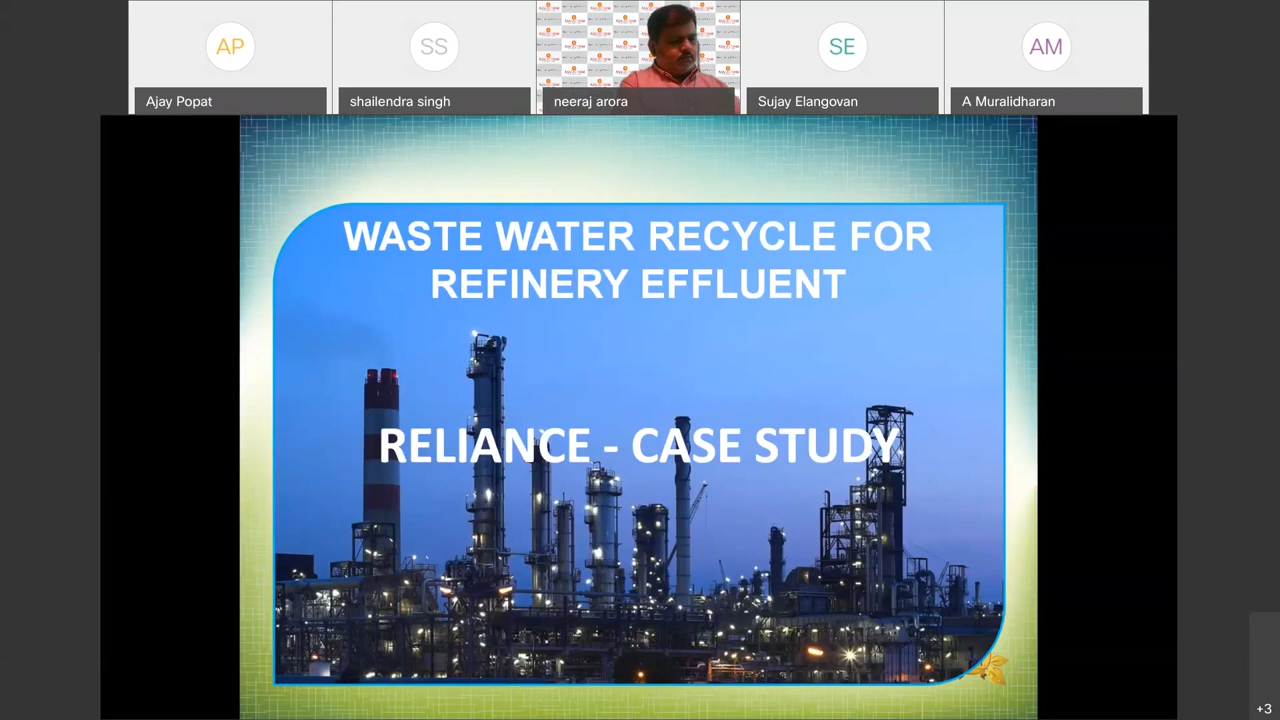 AP
SS
SE
AM
Ajay Popat
shailendra singh
neeraj arora
Sujay Elangovan
A Muralidharan
WASTE WATER RECYCLE FOR
REFINERY EFFLUENT
RELIANCE - CASE STUDY
+3